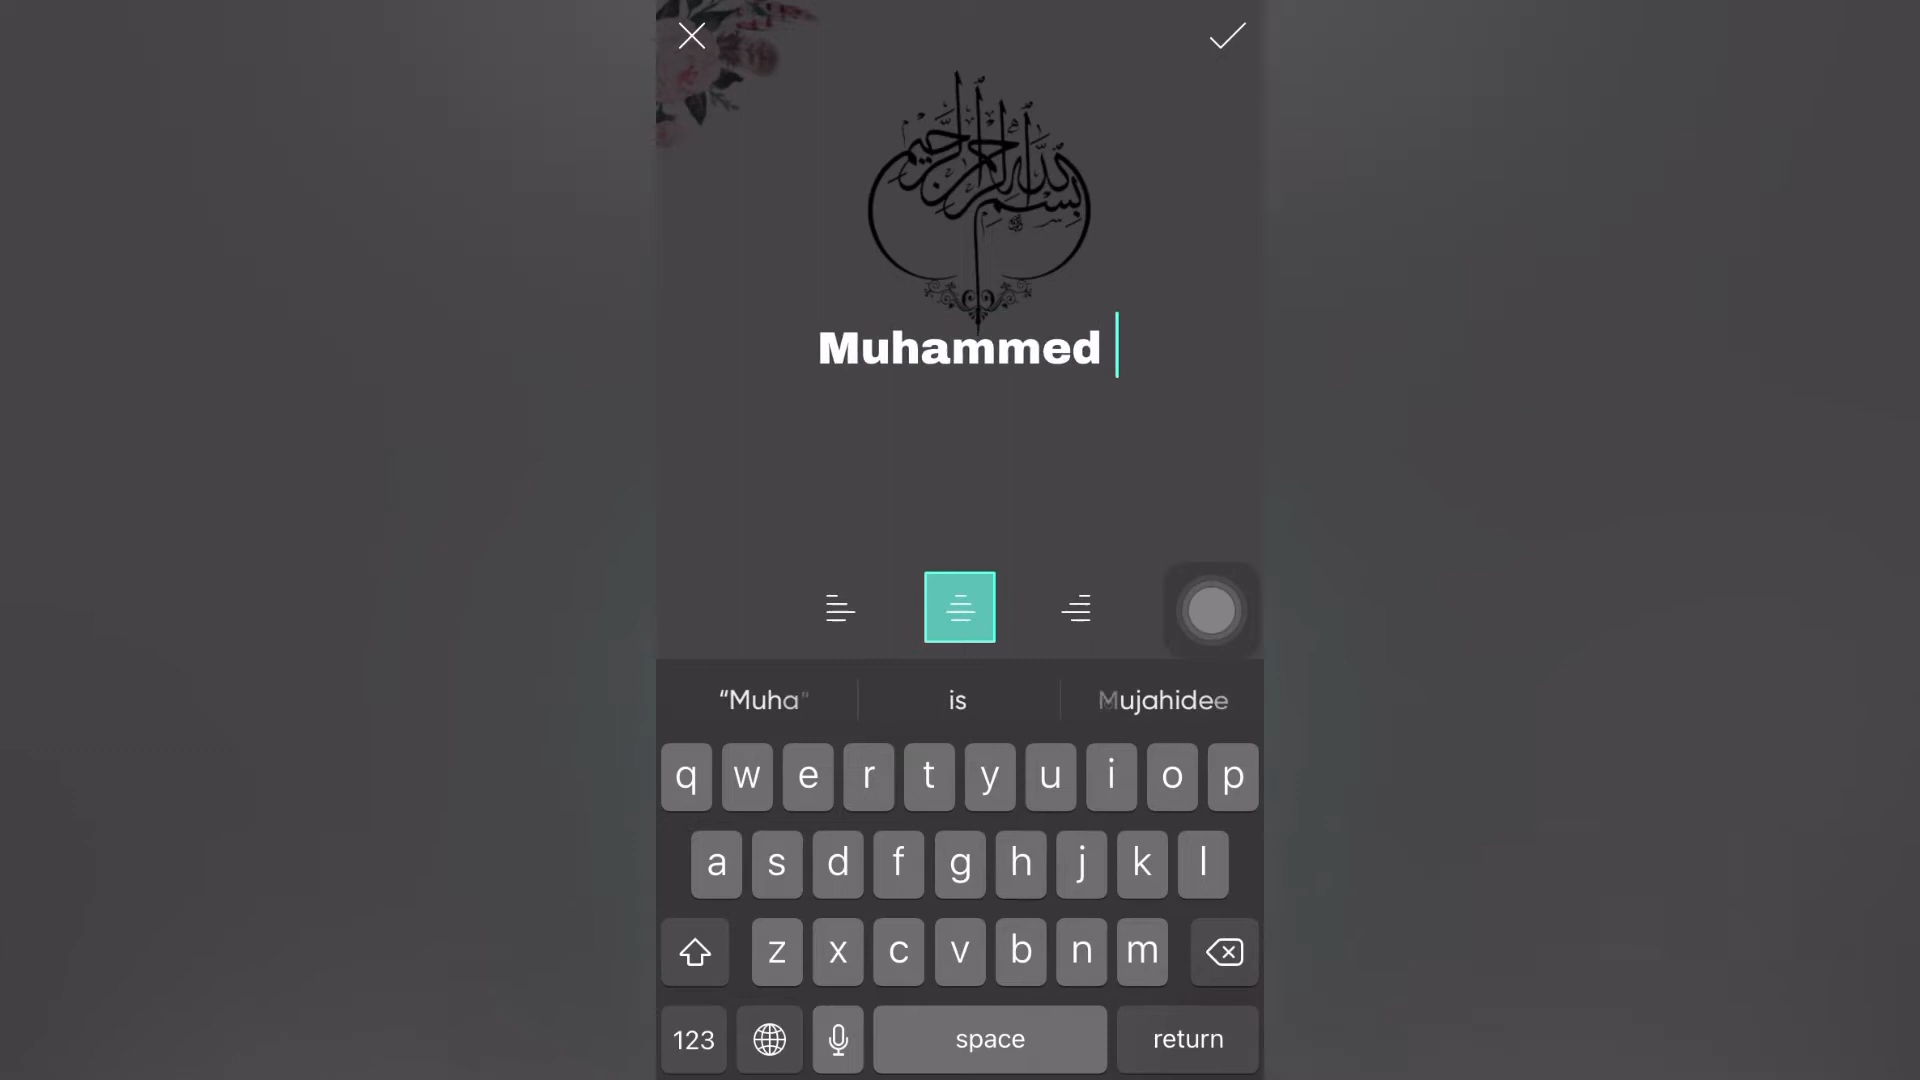 بسم الله الرحمن الرحيم
Muhammed
“Muha” is Mujahidee
q w e r t y u i o p
a s d f g h j k l
z x c v b n m
123 space return